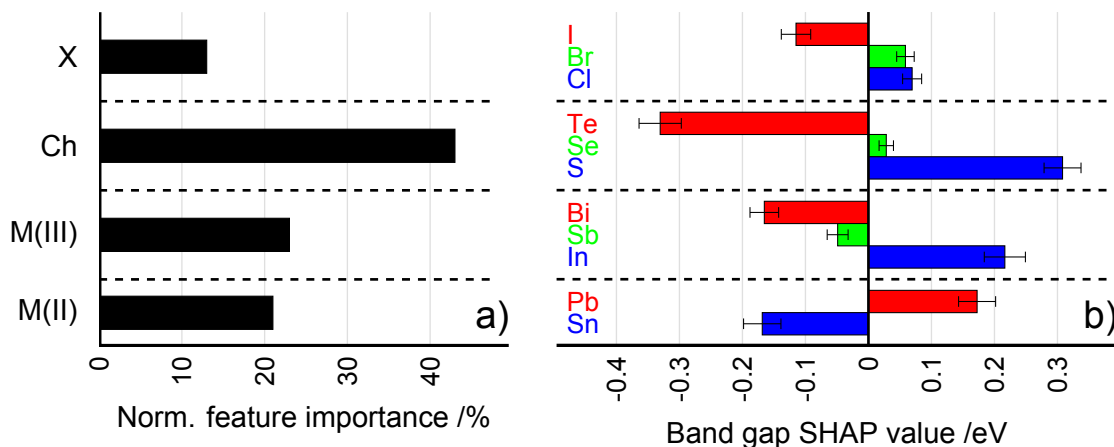 X
Ch
M(III)
M(II)
a)
0
10
20
30
40
Norm. feature importance /%
I
Br
Cl
Te
Se
S
Bi
Sb
In
Pb
Sn
b)
-0.4
-0.3
-0.2
-0.1
0
0.1
0.2
0.3
Band gap SHAP value /eV